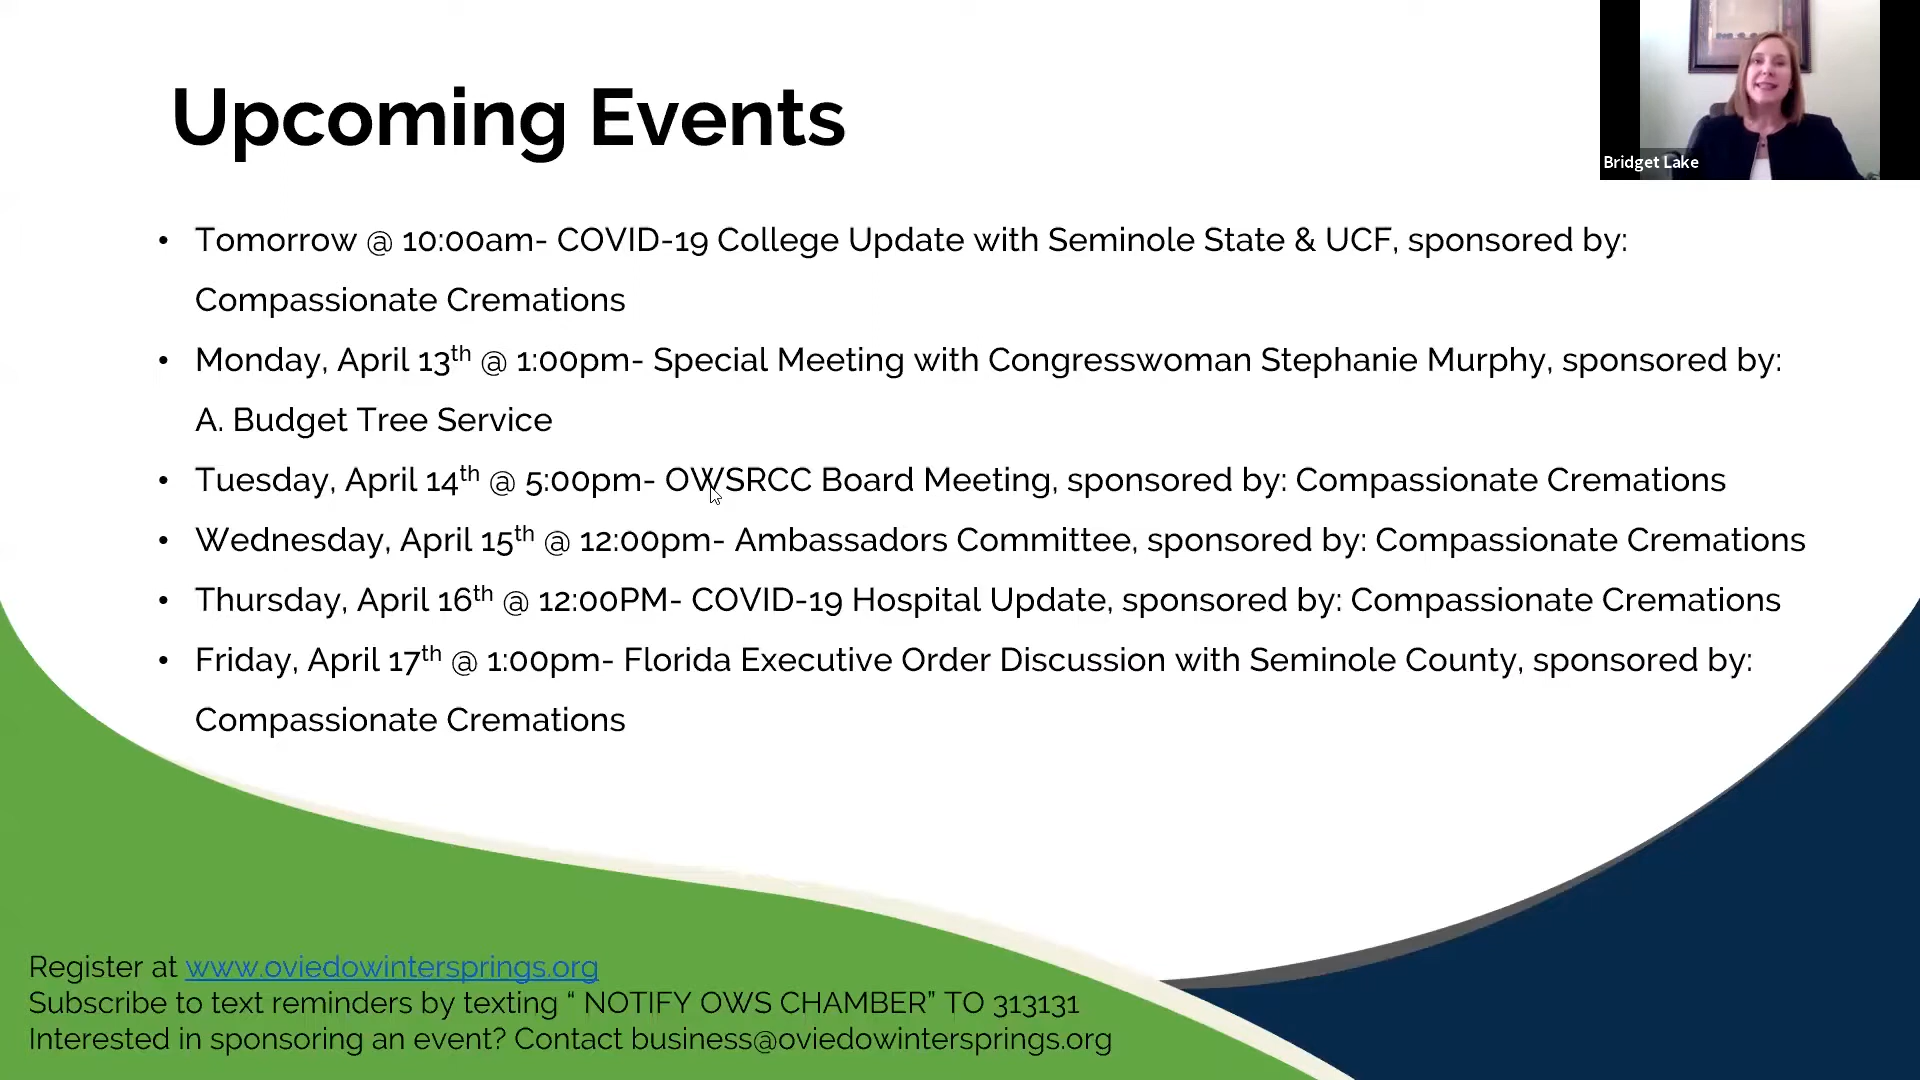 Upcoming Events
Bridget Lake
• Tomorrow @ 10:00am- COVID-19 College Update with Seminole State & UCF, sponsored by:
Compassionate Cremations
• Monday, April 13th @ 1:00pm- Special Meeting with Congresswoman Stephanie Murphy, sponsored by:
A. Budget Tree Service
• Tuesday, April 14th @ 5:00pm- OWSRCC Board Meeting, sponsored by: Compassionate Cremations
• Wednesday, April 15th @ 12:00pm- Ambassadors Committee, sponsored by: Compassionate Cremations
• Thursday, April 16th @ 12:00PM- COVID-19 Hospital Update, sponsored by: Compassionate Cremations
• Friday, April 17th @ 1:00pm- Florida Executive Order Discussion with Seminole County, sponsored by:
Compassionate Cremations
Register at www.oviedowintersprings.org
Subscribe to text reminders by texting “ NOTIFY OWS CHAMBER” TO 313131
Interested in sponsoring an event? Contact business@oviedowintersprings.org